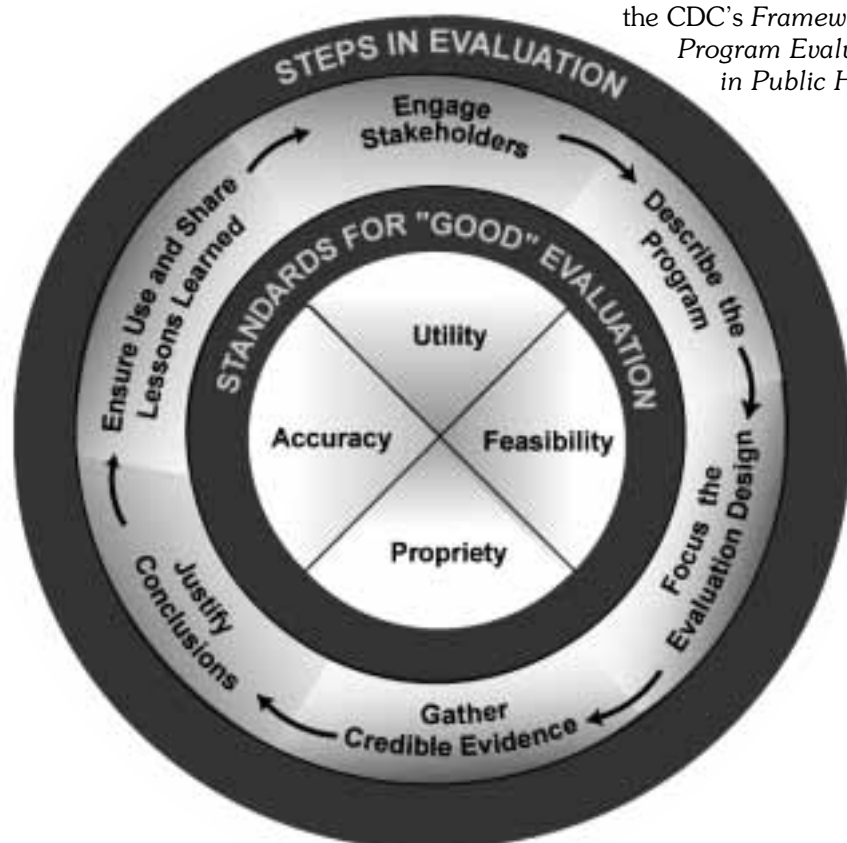 the CDC's Framew
Program Evalu
in Public H
STEPS IN EVALUATION
Engage
Stakeholders
Describe the
Program
Focus the
Evaluation Design
Gather
Credible Evidence
Justify
Conclusions
Ensure Use and Share
Lessons Learned
STANDARDS FOR "GOOD" EVALUATION
Utility
Accuracy
Feasibility
Propriety